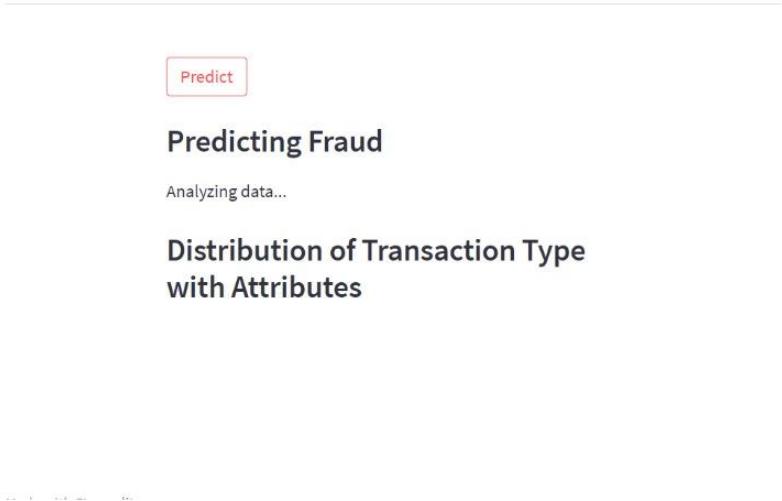 Predict
Predicting Fraud
Analyzing data...
Distribution of Transaction Type
with Attributes